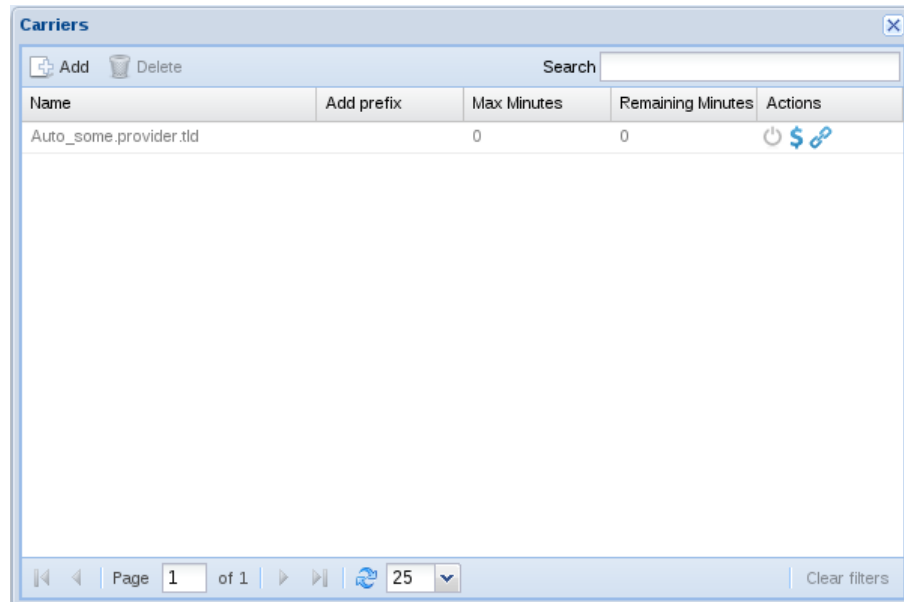 Carriers
Add Delete Search
Name Add prefix Max Minutes Remaining Minutes Actions
Auto_some.provider.tld 0 0 $
Page 1 of 1 25 Clear filters